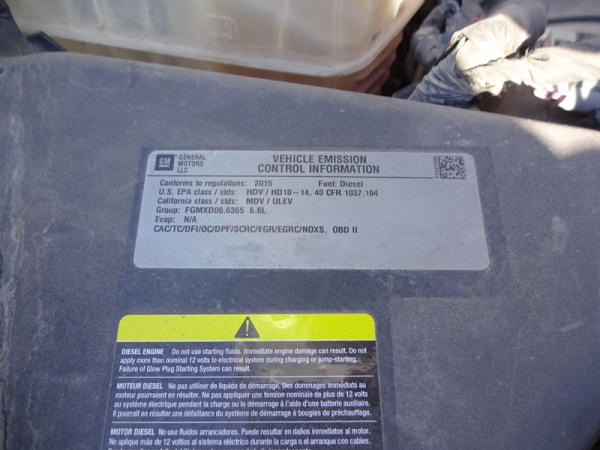 GM
GENERAL
MOTORS
LLC
VEHICLE EMISSION
CONTROL INFORMATION
Conforms to regulations: 2015 Fuel: Diesel
U.S. EPA class / stds: HDV / HD10-14, 40 CFR 1037.104
California class / stds: MDV / ULEV
Group: FGMXD06.6365 6.6L
Evap: N/A
CAC/TC/DFI/OC/DPF/SCRC/EGR/EGRC/NOXS, OBD II
DIESEL ENGINE Do not use starting fluids. Immediate engine damage can result. Do not
apply more than nominal 12 volts to electrical system during charging or jump-starting.
Failure of Glow Plug Starting System can result.
MOTEUR DIESEL Ne pas utiliser de liquide de démarrage. Des dommages immédiats au
moteur pourraient en résulter. Ne pas appliquer une tension nominale de plus de 12 volts au
système électrique pendant la charge ou le démarrage à l'aide d'une batterie auxiliaire.
Il pourrait en résulter une défaillance du système de démarrage à bougies de préchauffage.
MOTOR DIESEL No use fluidos arrancadores. Puede resultar en daños inmediatos al motor.
No aplique más de 12 voltios al sistema eléctrico durante la carga o el arranque con cables.